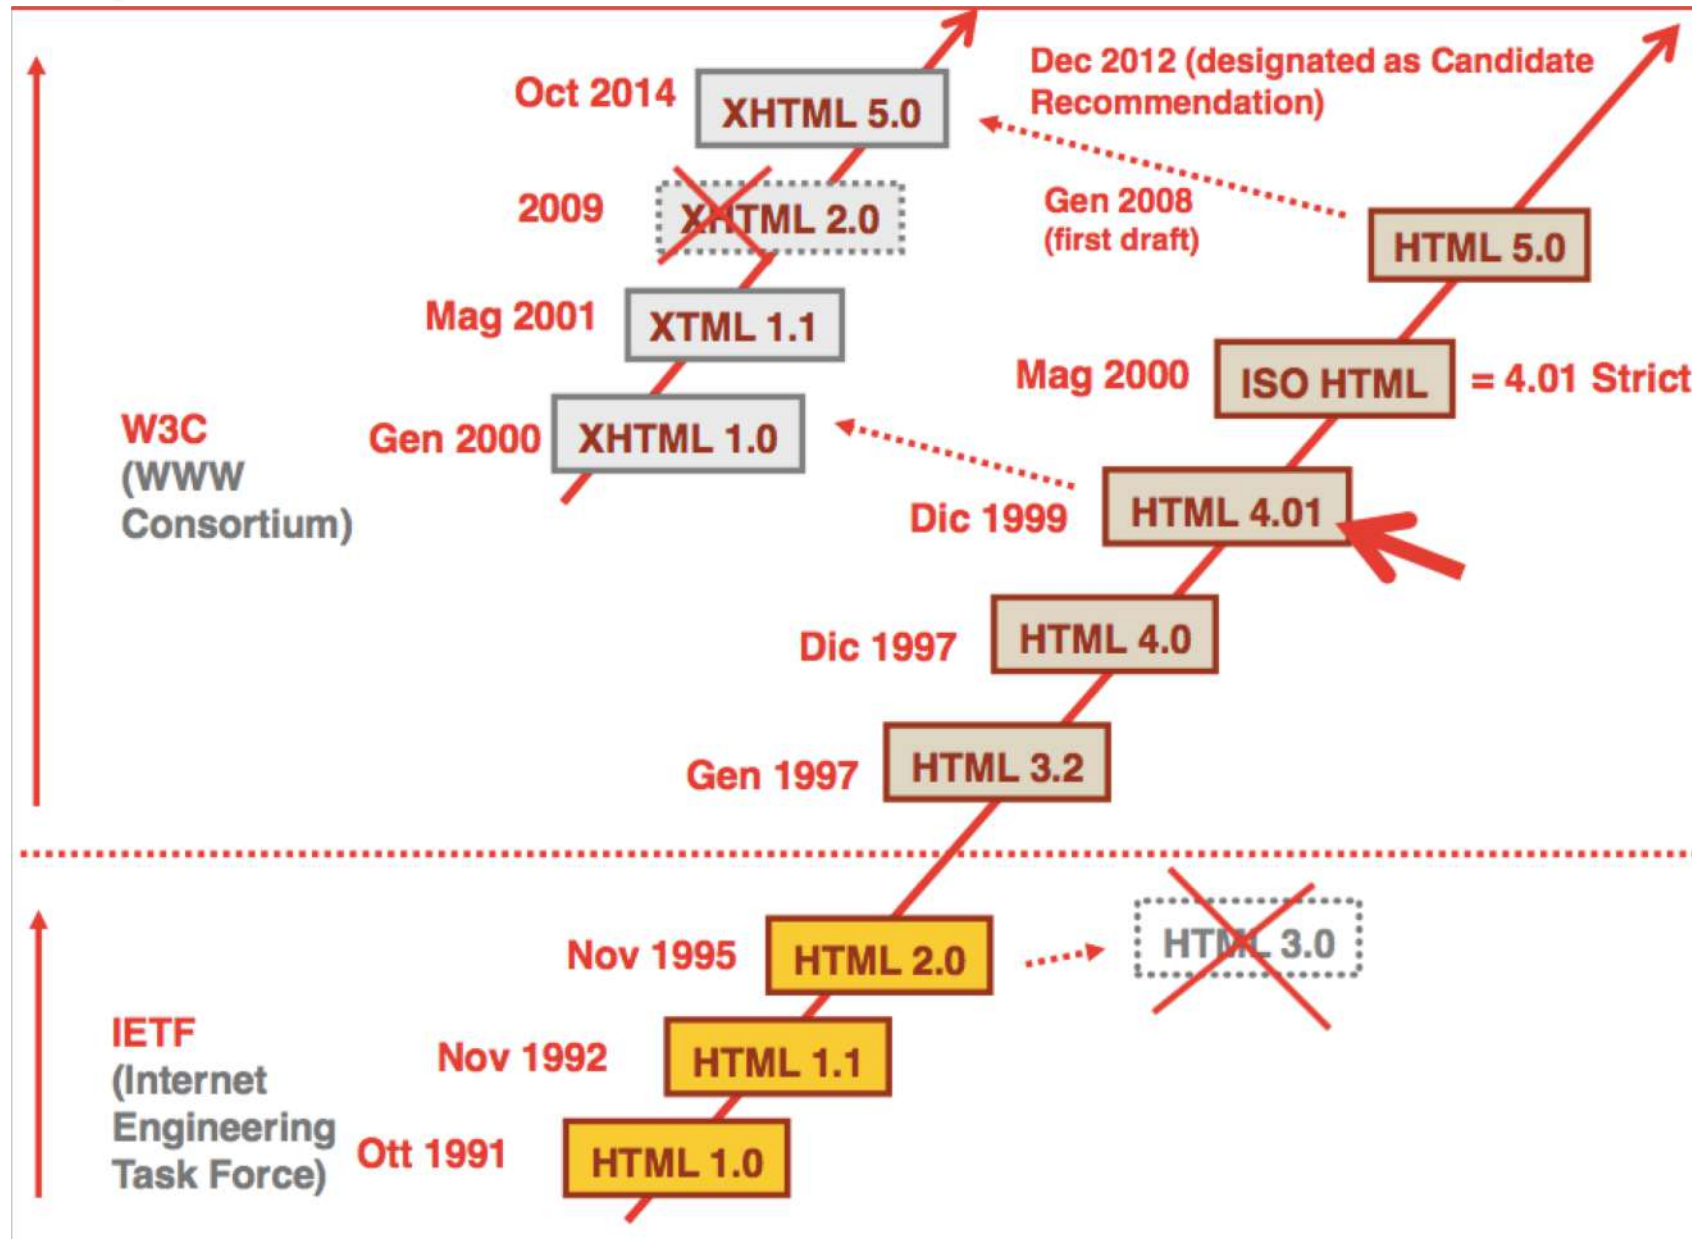 Oct 2014
XHTML 5.0
Dec 2012 (designated as Candidate
Recommendation)
2009
XHTML 2.0
Gen 2008
(first draft)
HTML 5.0
Mag 2001
XTML 1.1
Mag 2000
ISO HTML
= 4.01 Strict
W3C
(WWW
Consortium)
Gen 2000
XHTML 1.0
Dic 1999
HTML 4.01
Dic 1997
HTML 4.0
Gen 1997
HTML 3.2
Nov 1995
HTML 2.0
HTML 3.0
IETF
(Internet
Engineering
Task Force)
Nov 1992
HTML 1.1
Ott 1991
HTML 1.0